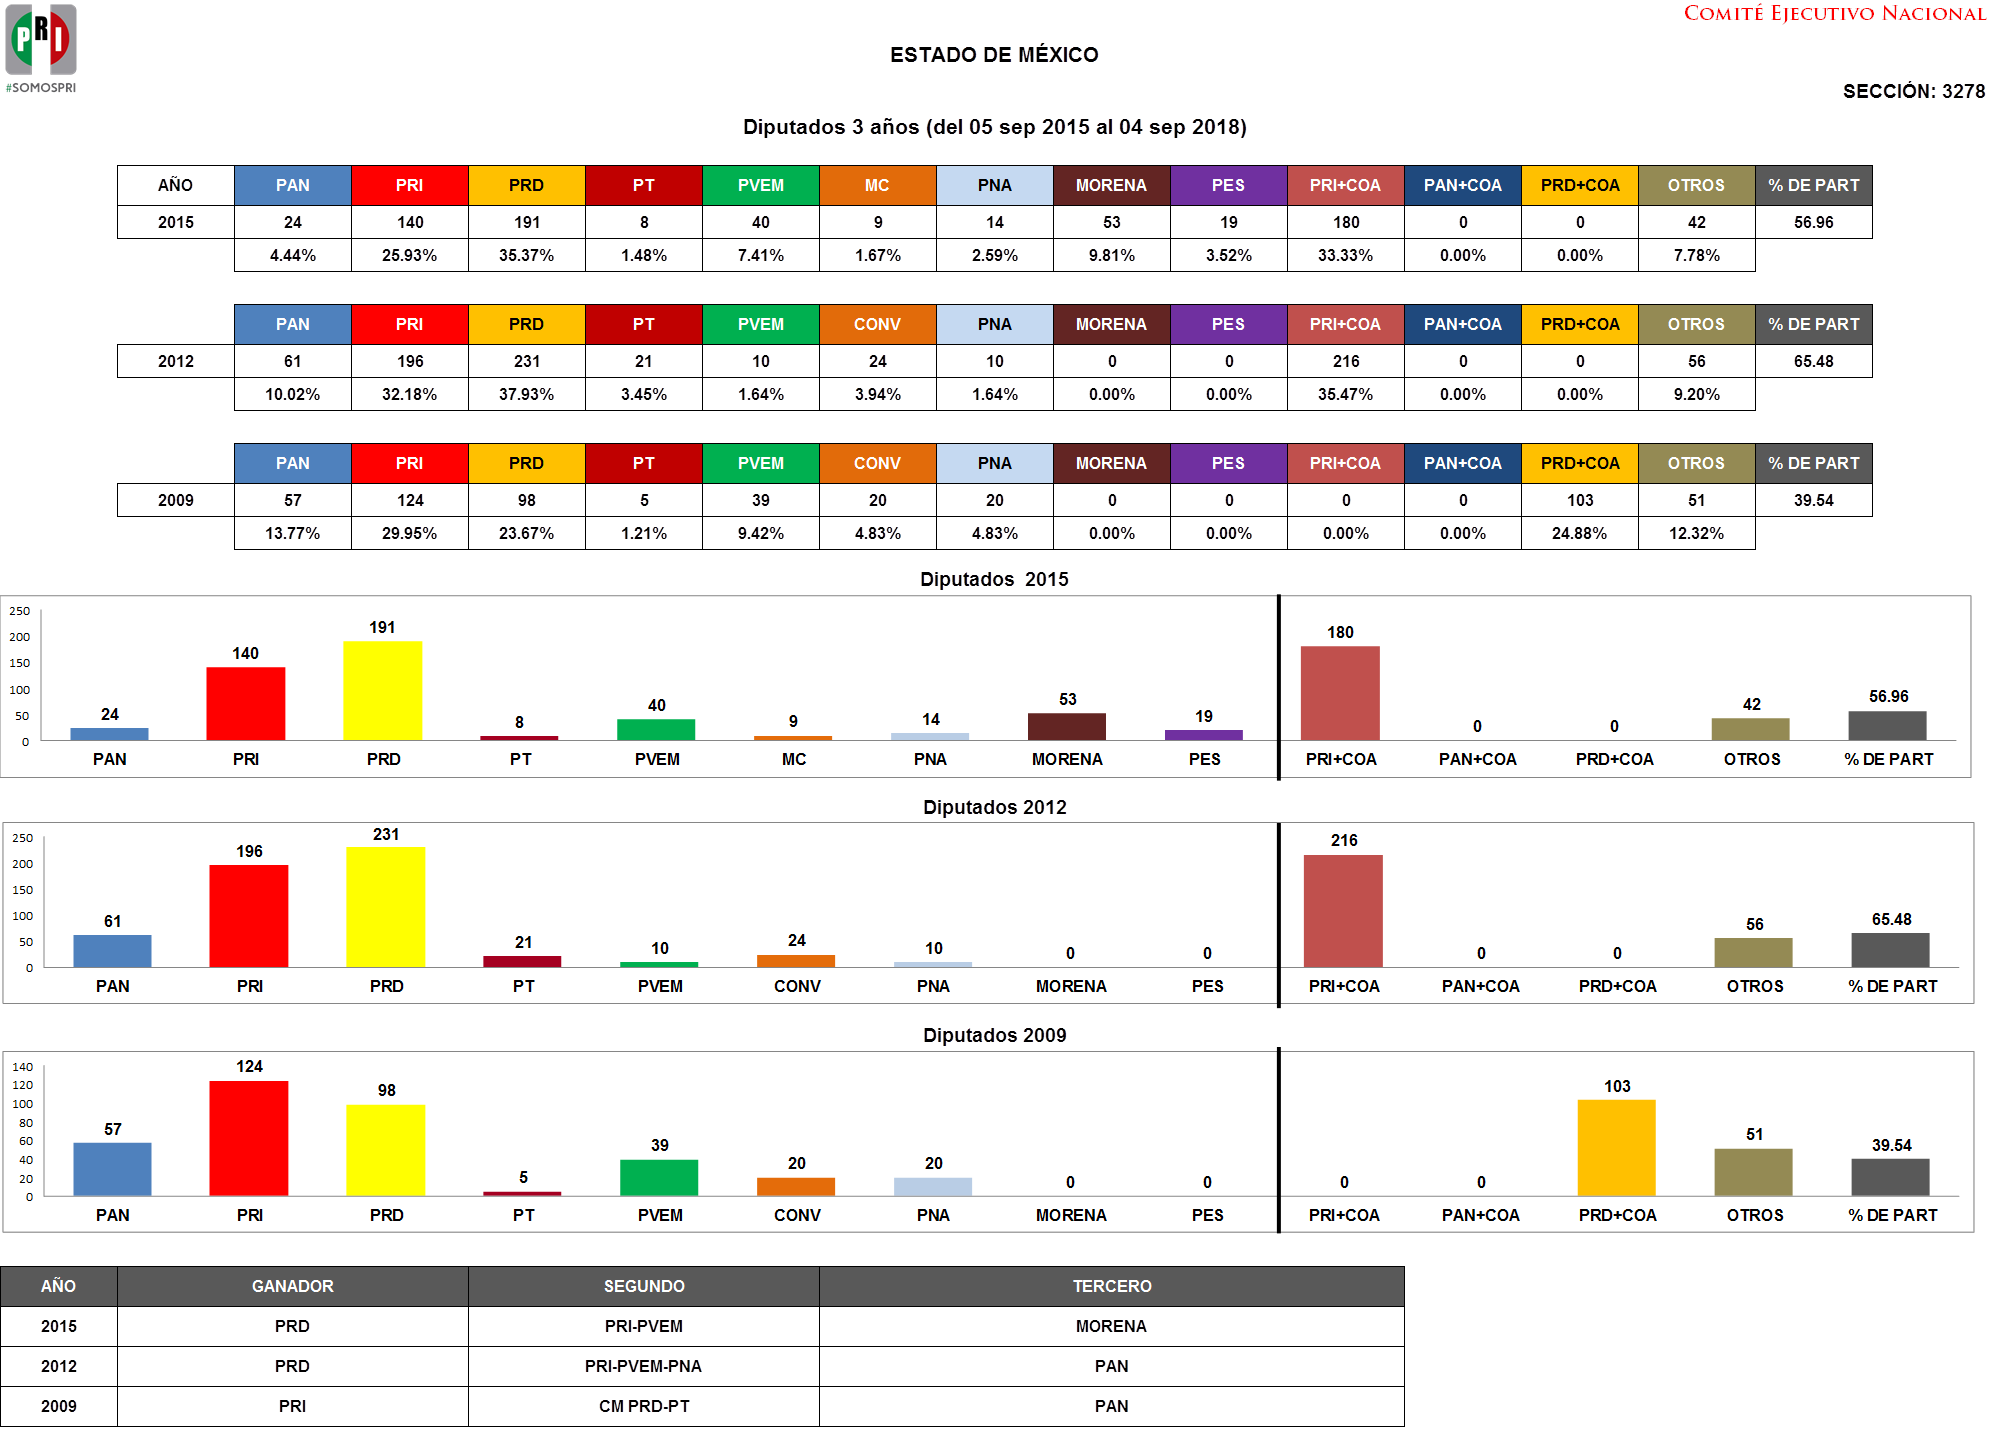 PRI
#SOMOSPRI
COMITÉ EJECUTIVO NACIONAL
ESTADO DE MÉXICO
SECCIÓN: 3278
Diputados 3 años (del 05 sep 2015 al 04 sep 2018)
AÑO PAN PRI PRD PT PVEM MC PNA MORENA PES PRI+COA PAN+COA PRD+COA OTROS % DE PART
2015 24 140 191 8 40 9 14 53 19 180 0 0 42 56.96
4.44% 25.93% 35.37% 1.48% 7.41% 1.67% 2.59% 9.81% 3.52% 33.33% 0.00% 0.00% 7.78%
PAN PRI PRD PT PVEM CONV PNA MORENA PES PRI+COA PAN+COA PRD+COA OTROS % DE PART
2012 61 196 231 21 10 24 10 0 0 216 0 0 56 65.48
10.02% 32.18% 37.93% 3.45% 1.64% 3.94% 1.64% 0.00% 0.00% 35.47% 0.00% 0.00% 9.20%
PAN PRI PRD PT PVEM CONV PNA MORENA PES PRI+COA PAN+COA PRD+COA OTROS % DE PART
2009 57 124 98 5 39 20 20 0 0 0 0 103 51 39.54
13.77% 29.95% 23.67% 1.21% 9.42% 4.83% 4.83% 0.00% 0.00% 0.00% 0.00% 24.88% 12.32%
Diputados 2015
250
200
150
100
50
0
24 140 191 8 40 9 14 53 19 180 0 0 42 56.96
PAN PRI PRD PT PVEM MC PNA MORENA PES PRI+COA PAN+COA PRD+COA OTROS % DE PART
Diputados 2012
250
200
150
100
50
0
61 196 231 21 10 24 10 0 0 216 0 0 56 65.48
PAN PRI PRD PT PVEM CONV PNA MORENA PES PRI+COA PAN+COA PRD+COA OTROS % DE PART
Diputados 2009
140
120
100
80
60
40
20
0
57 124 98 5 39 20 20 0 0 0 0 103 51 39.54
PAN PRI PRD PT PVEM CONV PNA MORENA PES PRI+COA PAN+COA PRD+COA OTROS % DE PART
AÑO GANADOR SEGUNDO TERCERO
2015 PRD PRI-PVEM MORENA
2012 PRD PRI-PVEM-PNA PAN
2009 PRI CM PRD-PT PAN